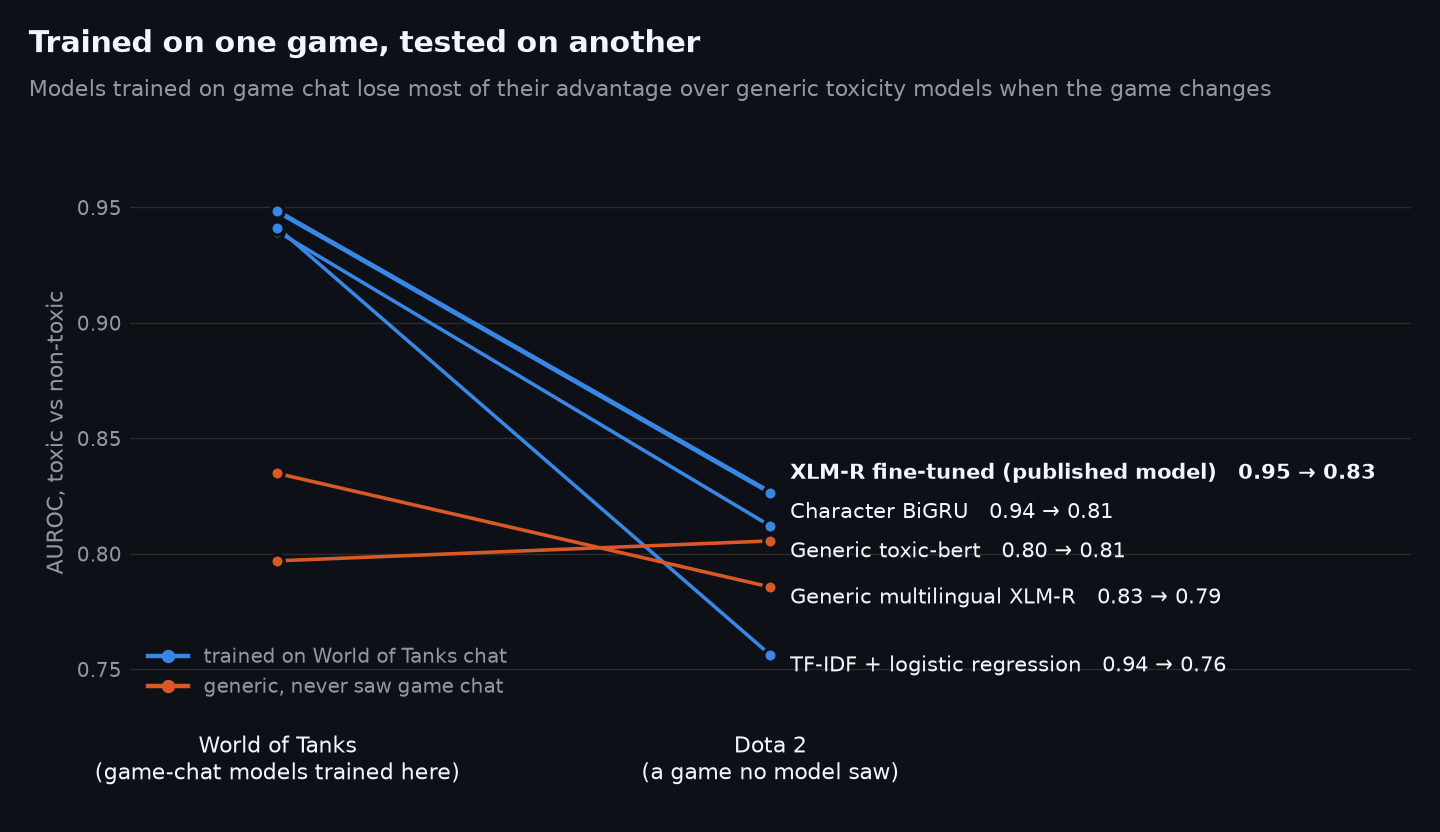 Trained on one game, tested on another
Models trained on game chat lose most of their advantage over generic toxicity models when the game changes
AUROC, toxic vs non-toxic
0.95
0.90
0.85
0.80
0.75
XLM-R fine-tuned (published model) 0.95 → 0.83
Character BiGRU 0.94 → 0.81
Generic toxic-bert 0.80 → 0.81
Generic multilingual XLM-R 0.83 → 0.79
TF-IDF + logistic regression 0.94 → 0.76
trained on World of Tanks chat
generic, never saw game chat
World of Tanks
(game-chat models trained here)
Dota 2
(a game no model saw)